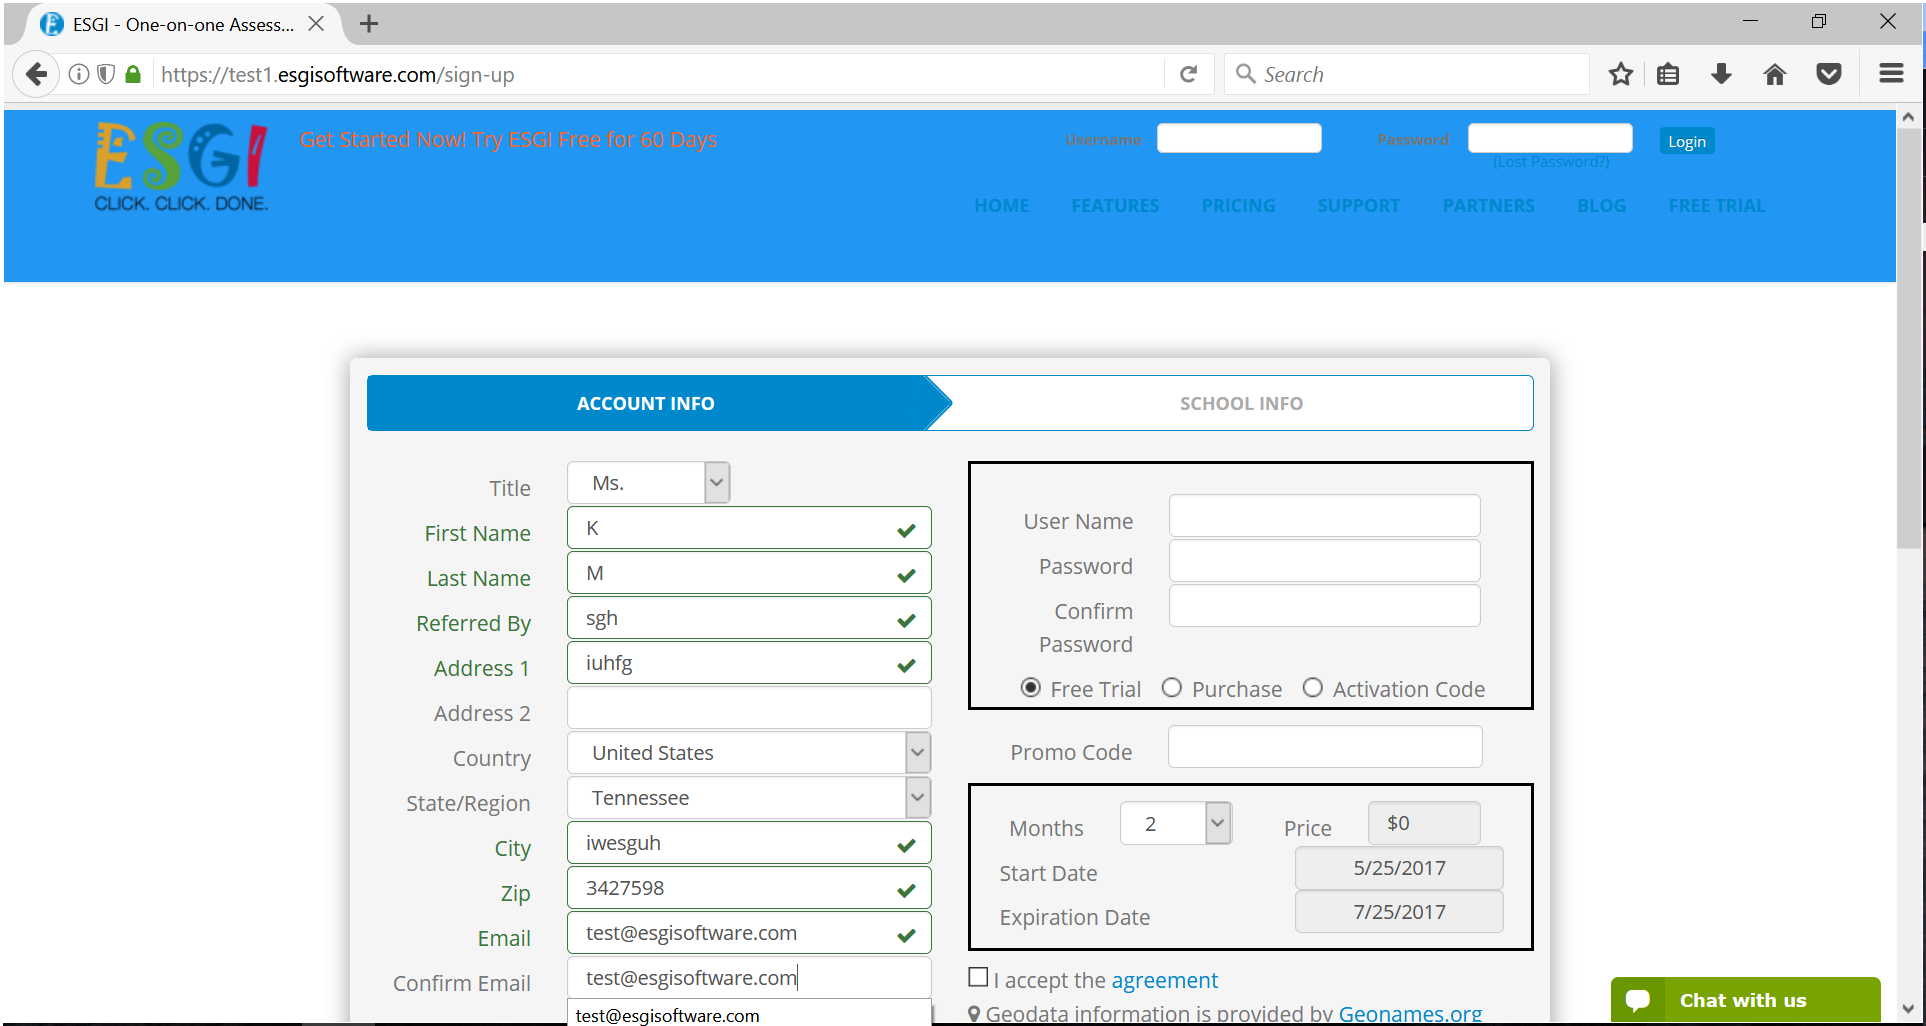 ESGI - One-on-one Assess...
https://test1.esgisoftware.com/sign-up
Search
ESGI
CLICK. CLICK. DONE.
Get Started Now! Try ESGI Free for 60 Days
Username
Password
Login
(Lost Password?)
HOME FEATURES PRICING SUPPORT PARTNERS BLOG FREE TRIAL
ACCOUNT INFO
SCHOOL INFO
Title Ms.
First Name K
Last Name M
Referred By sgh
Address 1 iuhfg
Address 2
Country United States
State/Region Tennessee
City iwesguh
Zip 3427598
Email test@esgisoftware.com
Confirm Email test@esgisoftware.com
test@esgisoftware.com
User Name
Password
Confirm
Password
Free Trial Purchase Activation Code
Promo Code
Months 2 Price $0
Start Date 5/25/2017
Expiration Date 7/25/2017
I accept the agreement
Geodata information is provided by Geonames.org
Chat with us